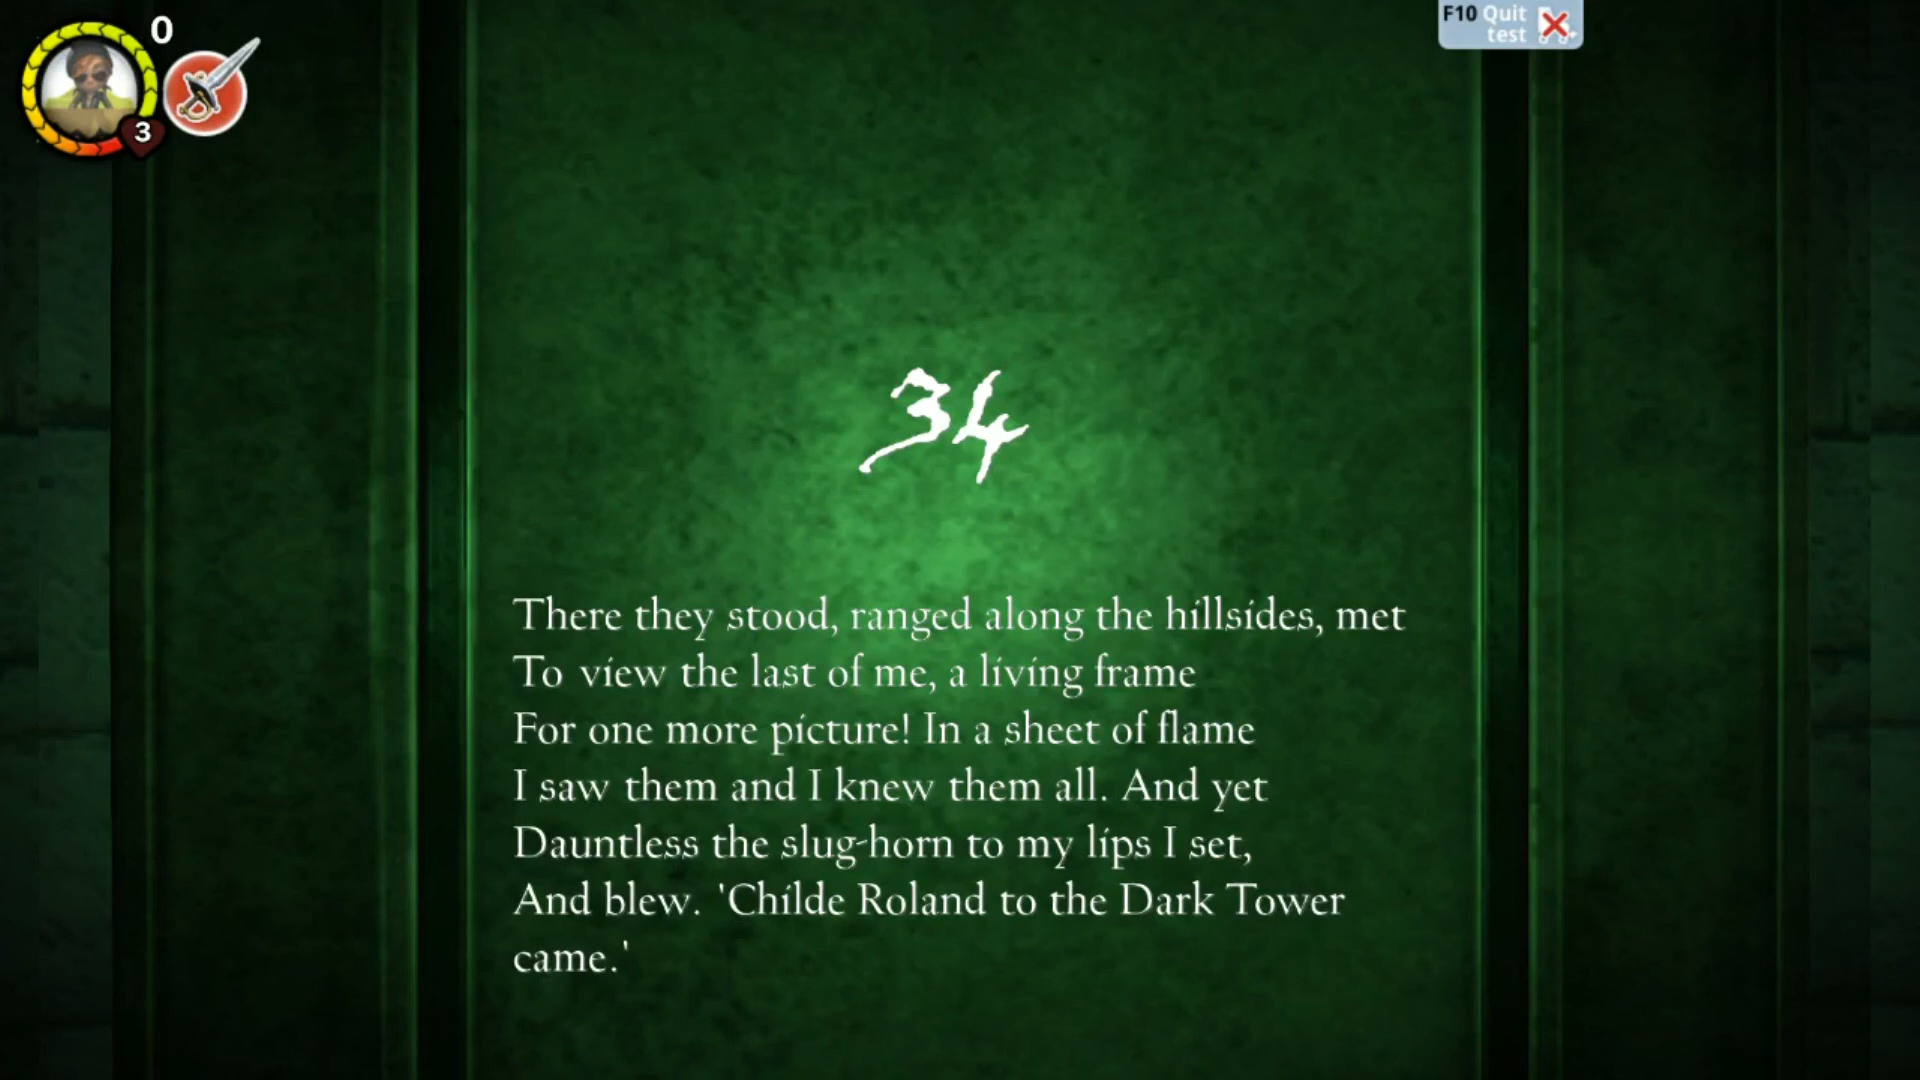 0
3
F10 Quit
test
34
There they stood, ranged along the hillsides, met
To view the last of me, a living frame
For one more picture! In a sheet of flame
I saw them and I knew them all. And yet
Dauntless the slug-horn to my lips I set,
And blew. 'Childe Roland to the Dark Tower
came.'